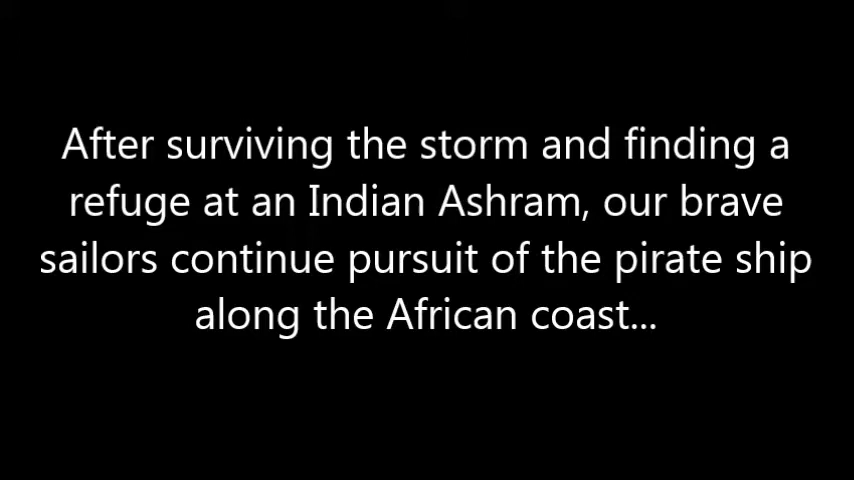 After surviving the storm and finding a
refuge at an Indian Ashram, our brave
sailors continue pursuit of the pirate ship
along the African coast...